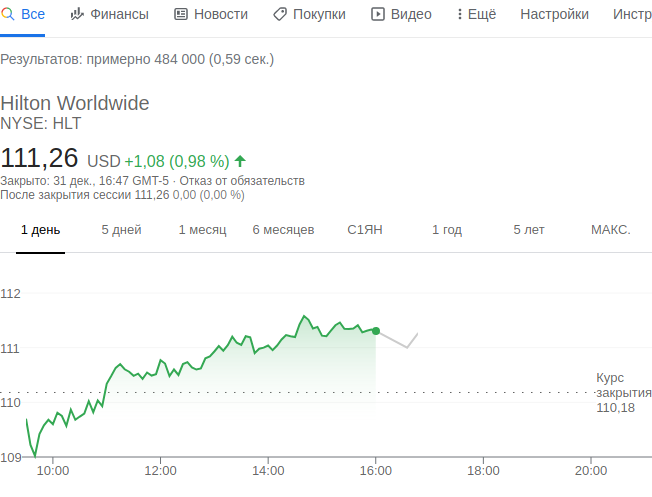 Все Финансы Новости Покупки Видео Ещё Настройки Инстр
Результатов: примерно 484 000 (0,59 сек.)
Hilton Worldwide
NYSE: HLT
111,26 USD +1,08 (0,98 %)
Закрыто: 31 дек., 16:47 GMT-5 · Отказ от обязательств
После закрытия сессии 111,26 0,00 (0,00 %)
1 день 5 дней 1 месяц 6 месяцев С1ЯН 1 год 5 лет МАКС.
112
111
110
109
Курс
закрытия
110,18
10:00 12:00 14:00 16:00 18:00 20:00